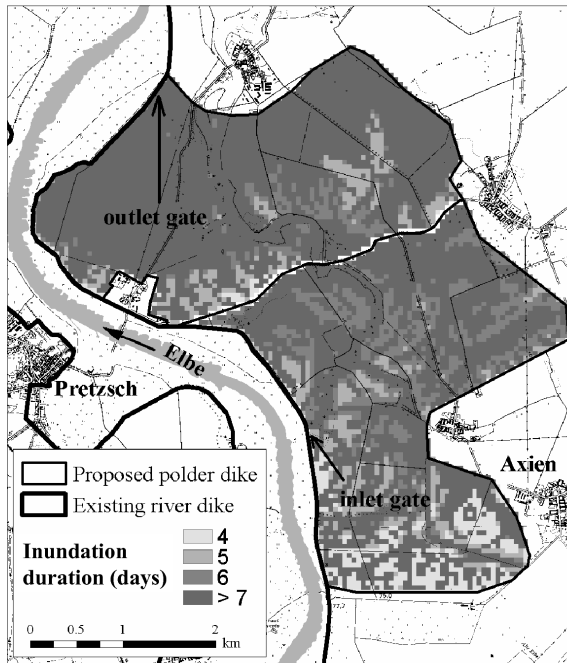 outlet gate
Elbe
Pretzsch
Axien
inlet gate
Proposed polder dike
Existing river dike
Inundation
duration (days)
4
5
6
> 7
0 0.5 1 2
km